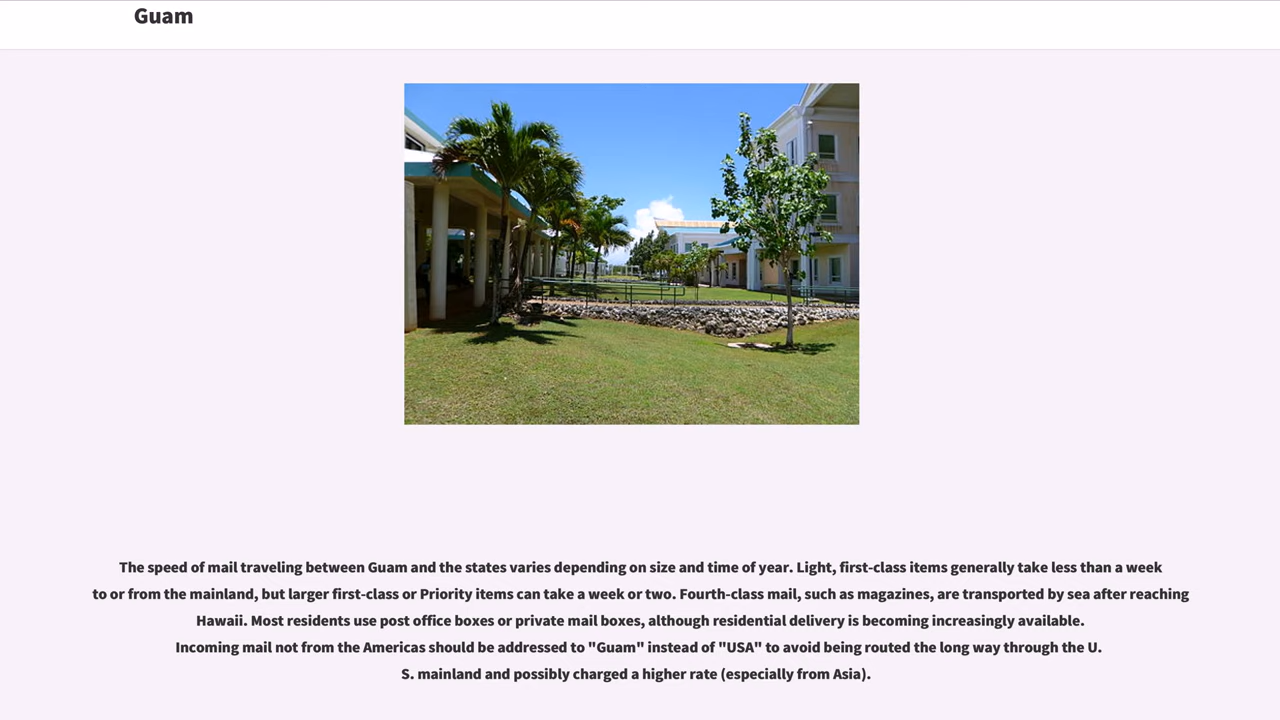 Guam
The speed of mail traveling between Guam and the states varies depending on size and time of year. Light, first-class items generally take less than a week
to or from the mainland, but larger first-class or Priority items can take a week or two. Fourth-class mail, such as magazines, are transported by sea after reaching
Hawaii. Most residents use post office boxes or private mail boxes, although residential delivery is becoming increasingly available.
Incoming mail not from the Americas should be addressed to "Guam" instead of "USA" to avoid being routed the long way through the U.
S. mainland and possibly charged a higher rate (especially from Asia).